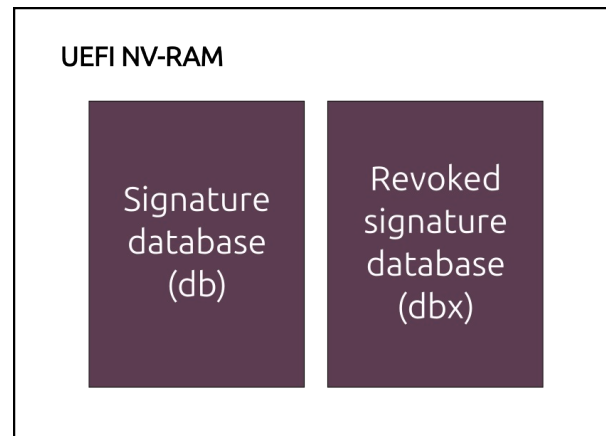 UEFI NV-RAM
Signature
database
(db)
Revoked
signature
database
(dbx)